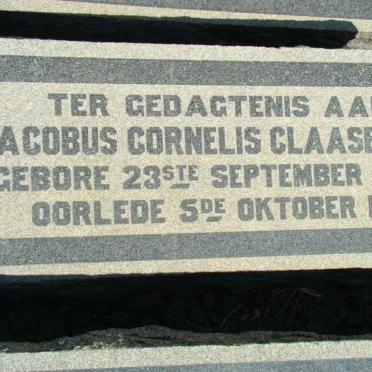 TER GEDAGTENIS AA
ACOBUS CORNELIS CLAASE
GEBORE 23STE SEPTEMBER
OORLEDE 5DE OKTOBER